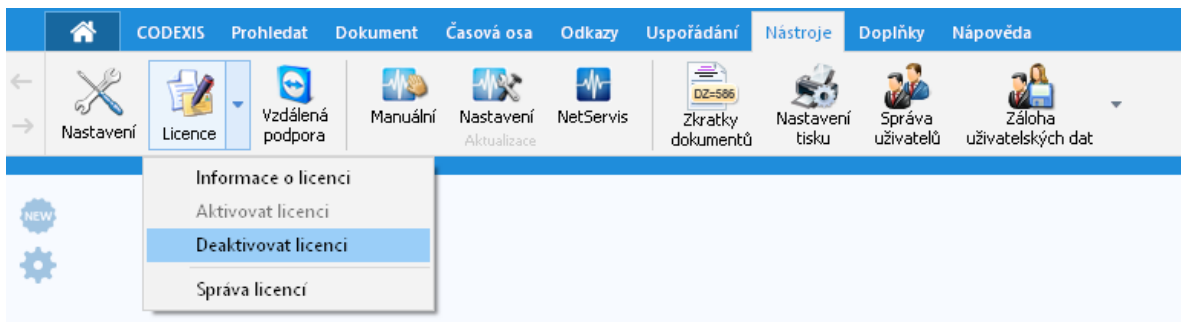 CODEXIS Prohledat Dokument Časová osa Odkazy Uspořádání Nástroje Doplňky Nápověda
Nastavení
Licence
Vzdálená
podpora
Manuální
Nastavení
NetServis
Aktualizace
DZ=586
Zkratky
dokumentů
Nastavení
tisku
Správa
uživatelů
Záloha
uživatelských dat
Informace o licenci
Aktivovat licenci
Deaktivovat licenci
Správa licencí
NEW